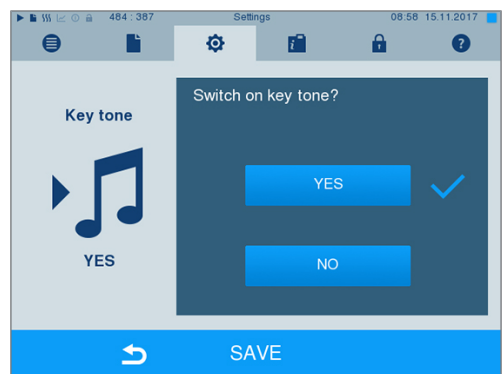 484 : 387 Settings 08:58 15.11.2017
Key tone
YES
Switch on key tone?
YES
NO
SAVE